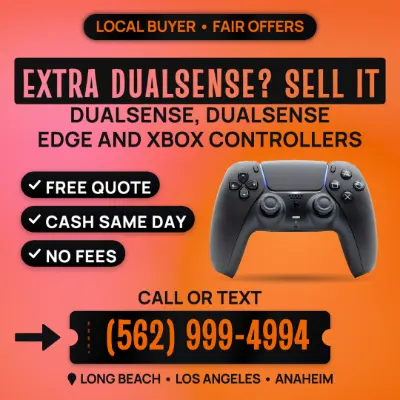 LOCAL BUYER • FAIR OFFERS
EXTRA DUALSENSE? SELL IT
DUALSENSE, DUALSENSE
EDGE AND XBOX CONTROLLERS
FREE QUOTE
CASH SAME DAY
NO FEES
CALL OR TEXT
(562) 999-4994
LONG BEACH • LOS ANGELES • ANAHEIM